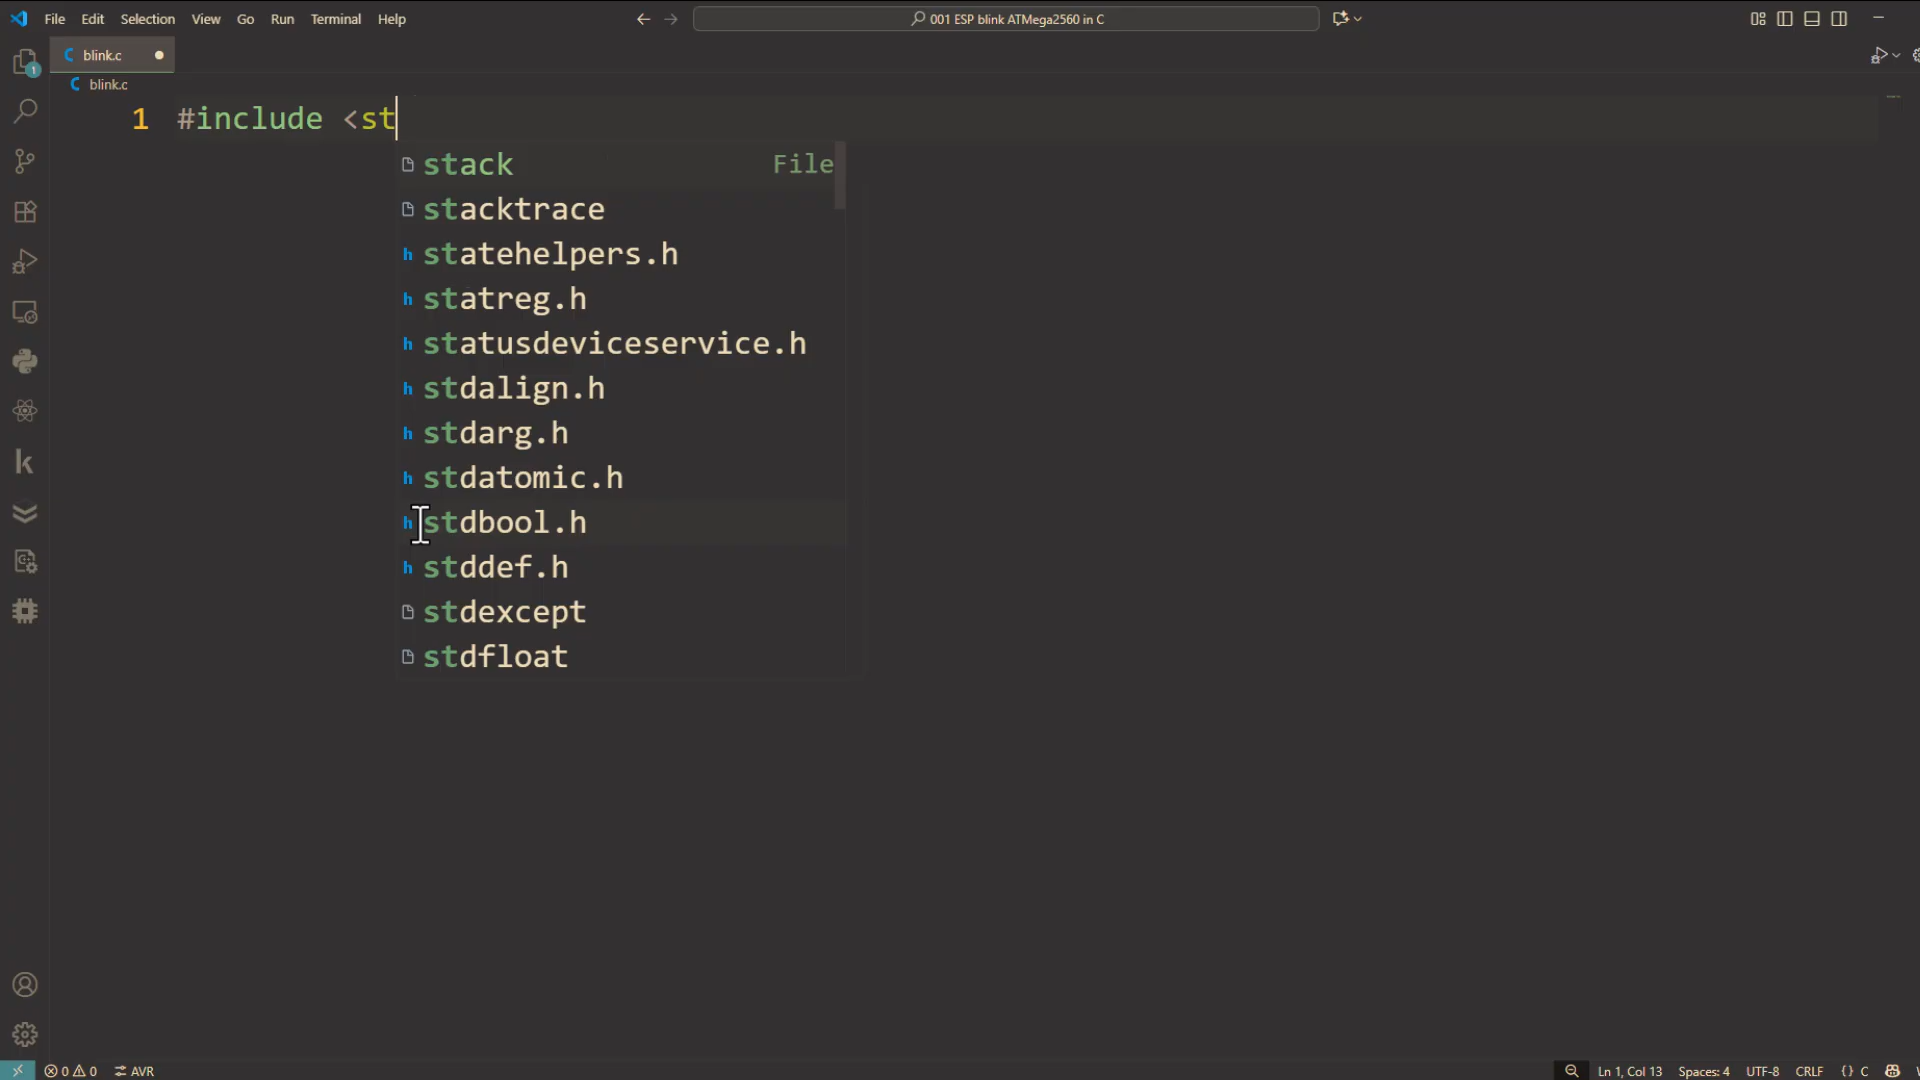 File Edit Selection View Go Run Terminal Help
001 ESP blink ATMega2560 in C
blink.c
1
blink.c
1 #include <st
stack File
stacktrace
statehelpers.h
statreg.h
statusdeviceservice.h
stdalign.h
stdarg.h
stdatomic.h
stdbool.h
stddef.h
stdexcept
stdfloat
0 0 AVR
Ln 1, Col 13 Spaces: 4 UTF-8 CRLF {} C